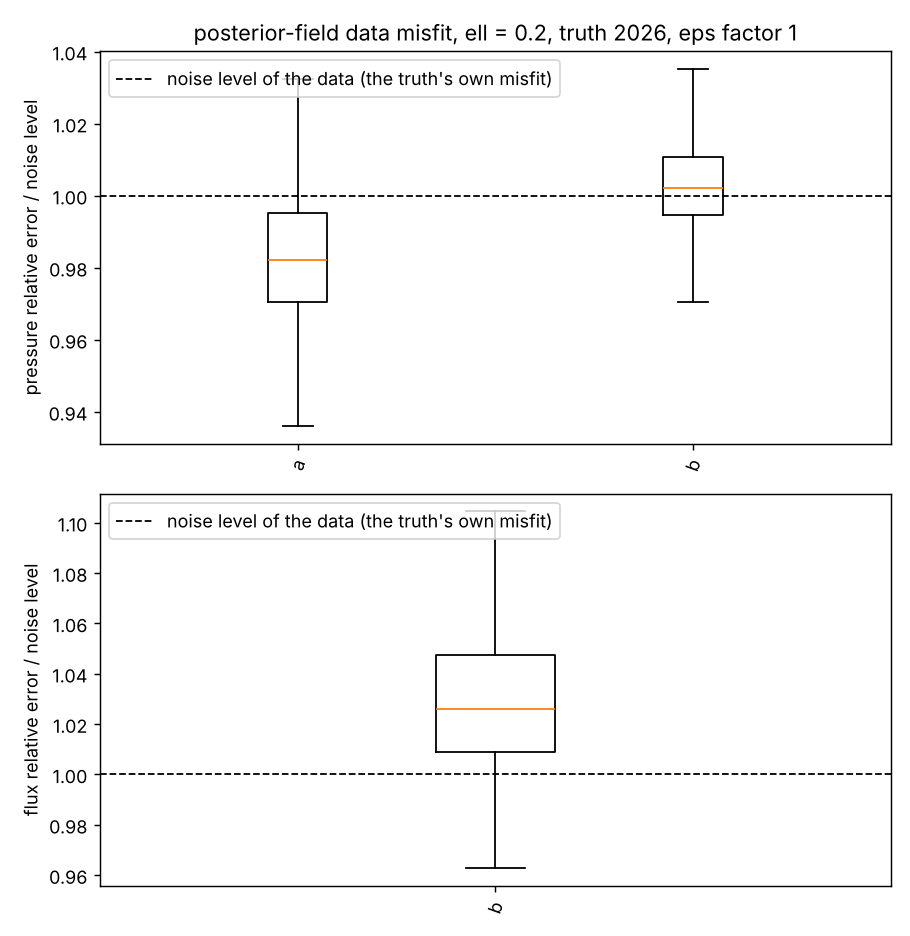 posterior-field data misfit, ell = 0.2, truth 2026, eps factor 1
1.04
noise level of the data (the truth's own misfit)
1.02
1.00
0.98
0.96
0.94
pressure relative error / noise level
a
b
noise level of the data (the truth's own misfit)
1.10
1.08
1.06
1.04
1.02
1.00
0.98
0.96
flux relative error / noise level
b